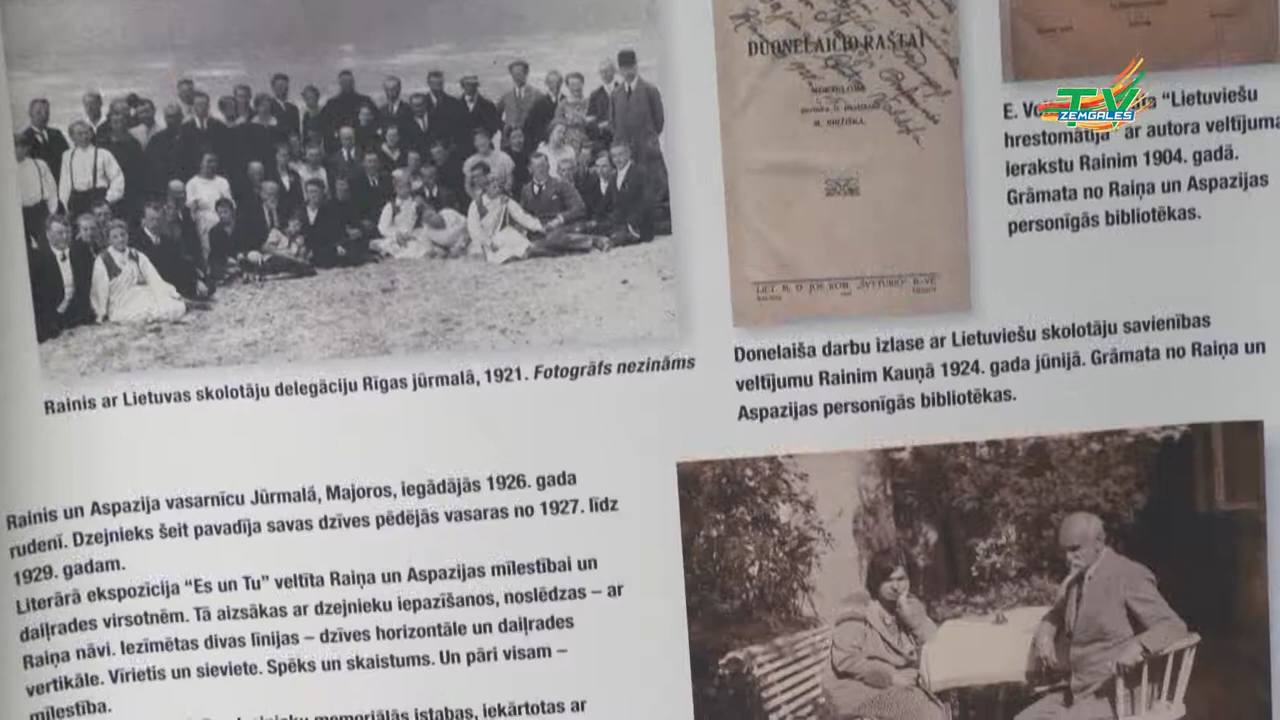 DUONELAIČIO RAŠTAI
TV
ZEMGALES
"Lietuviešu
hrestomātija" ar autora veltījuma
ierakstu Rainim 1904. gadā.
Grāmata no Raiņa un Aspazijas
personīgās bibliotēkas.
Donelaiša darbu izlase ar Lietuviešu skolotāju savienības
veltījumu Rainim Kauņā 1924. gada jūnijā. Grāmata no Raiņa un
Aspazijas personīgās bibliotēkas.
Rainis ar Lietuvas skolotāju delegāciju Rīgas jūrmalā, 1921. Fotogrāfs nezināms
Rainis un Aspazija vasarnīcu Jūrmalā, Majoros, iegādājās 1926. gada
rudenī. Dzejnieks šeit pavadīja savas dzīves pēdējās vasaras no 1927. līdz
1929. gadam.
Literārā ekspozīcija "Es un Tu" veltīta Raiņa un Aspazijas mīlestībai un
daiļrades virsotnēm. Tā aizsākas ar dzejnieku iepazīšanos, noslēdzas – ar
Raiņa nāvi. Iezīmētas divas līnijas – dzīves horizontāle un daiļrades
vertikāle. Vīrietis un sieviete. Spēks un skaistums. Un pāri visam –
mīlestība.
memoriālās istabas, iekārtotas ar